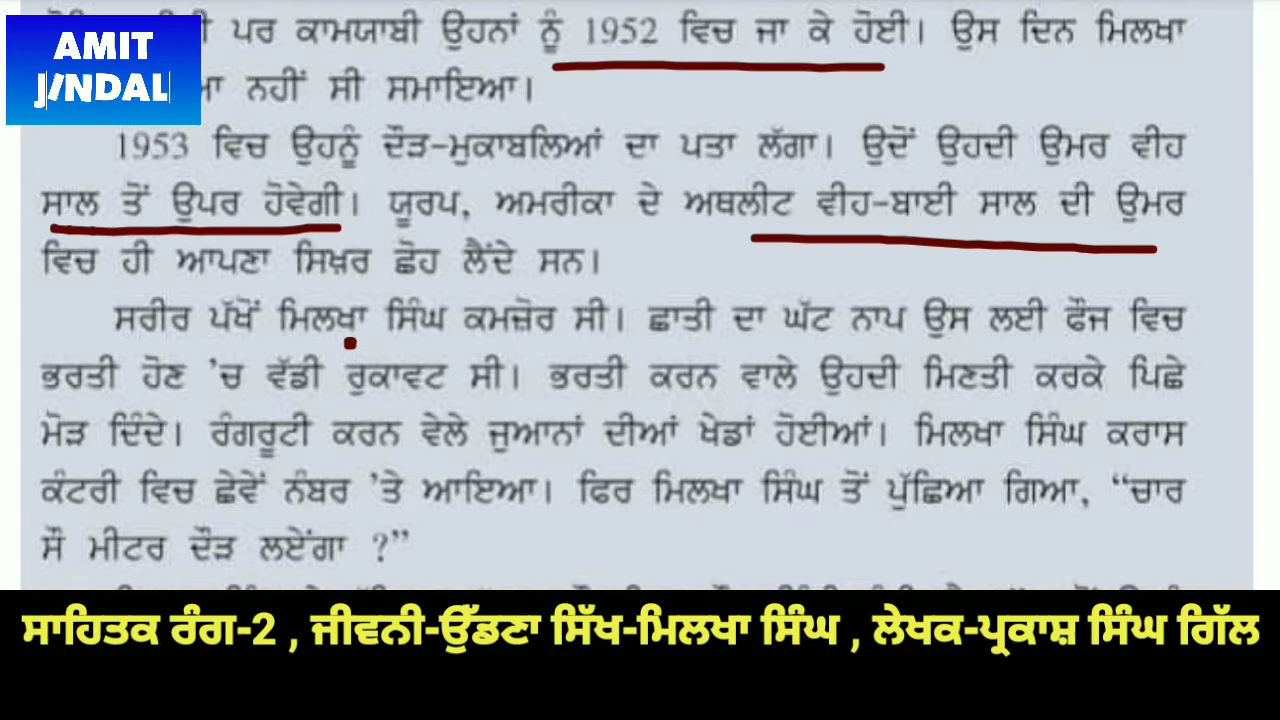 AMIT
JINDAL
ਪਰ ਕਾਮਯਾਬੀ ਉਹਨਾਂ ਨੂੰ 1952 ਵਿਚ ਜਾ ਕੇ ਹੋਈ। ਉਸ ਦਿਨ ਮਿਲਖਾ
ਨਹੀਂ ਸੀ ਸਮਾਇਆ।
1953 ਵਿਚ ਉਹਨੂੰ ਦੌੜ-ਮੁਕਾਬਲਿਆਂ ਦਾ ਪਤਾ ਲੱਗਾ। ਉਦੋਂ ਉਹਦੀ ਉਮਰ ਵੀਹ
ਸਾਲ ਤੋਂ ਉਪਰ ਹੋਵੇਗੀ। ਯੂਰਪ, ਅਮਰੀਕਾ ਦੇ ਅਥਲੀਟ ਵੀਹ-ਬਾਈ ਸਾਲ ਦੀ ਉਮਰ
ਵਿਚ ਹੀ ਆਪਣਾ ਸਿਖ਼ਰ ਛੋਹ ਲੈਂਦੇ ਸਨ।
ਸਰੀਰ ਪੱਖੋਂ ਮਿਲਖਾ ਸਿੰਘ ਕਮਜ਼ੋਰ ਸੀ। ਛਾਤੀ ਦਾ ਘੱਟ ਨਾਪ ਉਸ ਲਈ ਫੌਜ ਵਿਚ
ਭਰਤੀ ਹੋਣ ’ਚ ਵੱਡੀ ਰੁਕਾਵਟ ਸੀ। ਭਰਤੀ ਕਰਨ ਵਾਲੇ ਉਹਦੀ ਮਿਣਤੀ ਕਰਕੇ ਪਿਛੇ
ਮੋੜ ਦਿੰਦੇ। ਰੰਗਰੂਟੀ ਕਰਨ ਵੇਲੇ ਜੁਆਨਾਂ ਦੀਆਂ ਖੇਡਾਂ ਹੋਈਆਂ। ਮਿਲਖਾ ਸਿੰਘ ਕਰਾਸ
ਕੰਟਰੀ ਵਿਚ ਛੇਵੇਂ ਨੰਬਰ ’ਤੇ ਆਇਆ। ਫਿਰ ਮਿਲਖਾ ਸਿੰਘ ਤੋਂ ਪੁੱਛਿਆ ਗਿਆ, “ਚਾਰ
ਸੌ ਮੀਟਰ ਦੌੜ ਲਏਂਗਾ ?”
ਸਾਹਿਤਕ ਰੰਗ-2 , ਜੀਵਨੀ-ਉੱਡਣਾ ਸਿੱਖ-ਮਿਲਖਾ ਸਿੰਘ , ਲੇਖਕ-ਪ੍ਰਕਾਸ਼ ਸਿੰਘ ਗਿੱਲ